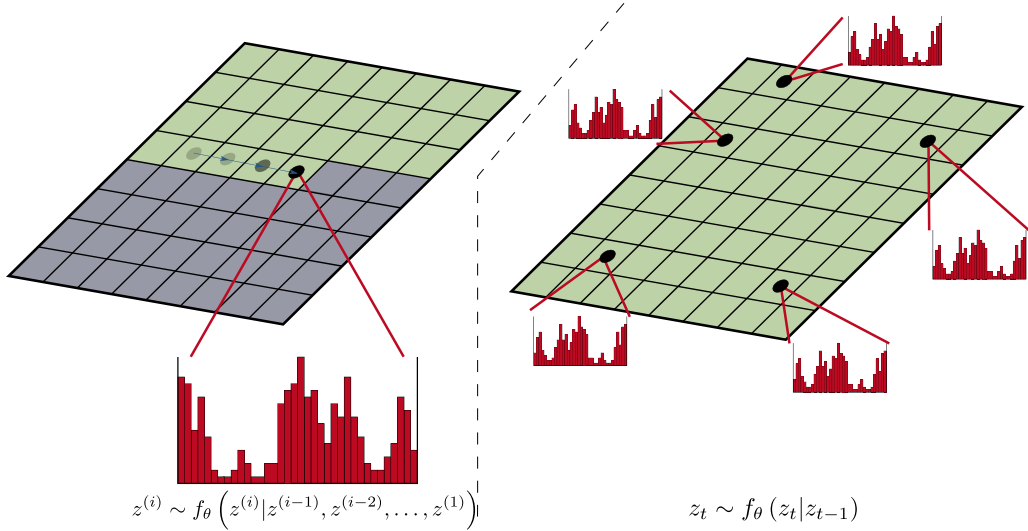 z^{(i)} ∼ f_θ (z^{(i)}|z^{(i−1)}, z^{(i−2)}, . . . , z^{(1)})
z_t ∼ f_θ (z_t|z_{t−1})